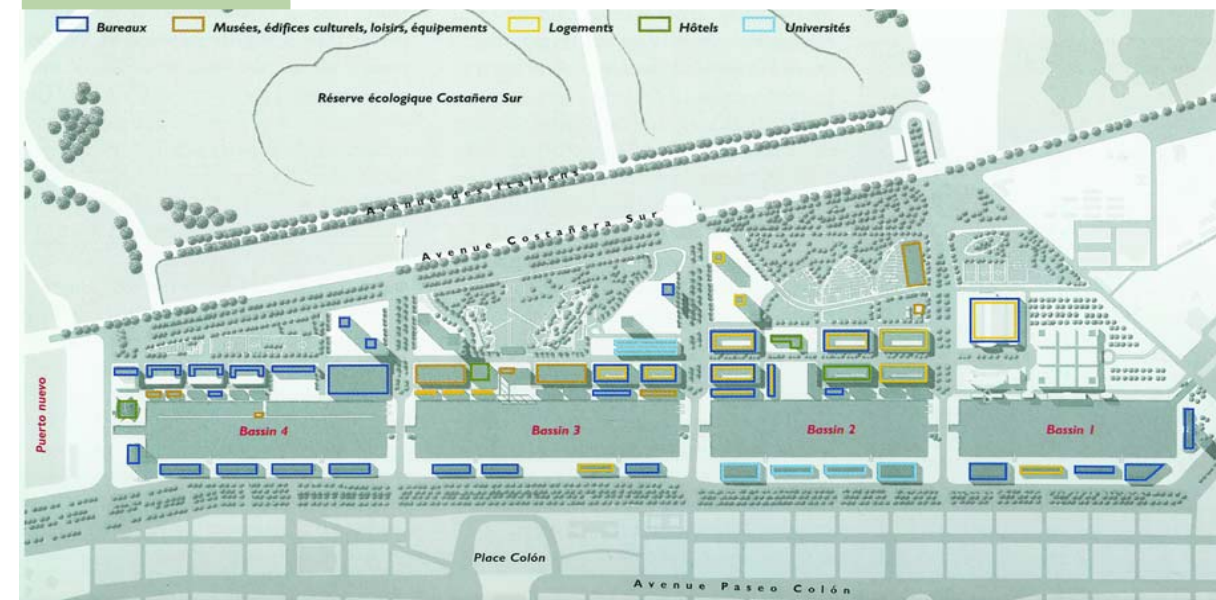 Bureaux
Musées, édifices culturels, loisirs, équipements
Logements
Hôtels
Universités
Réserve écologique Costañera Sur
Avenue des Italiens
Avenue Costañera Sur
Puerto nuevo
Bassin 4
Bassin 3
Bassin 2
Bassin 1
Place Colón
Avenue Paseo Colón